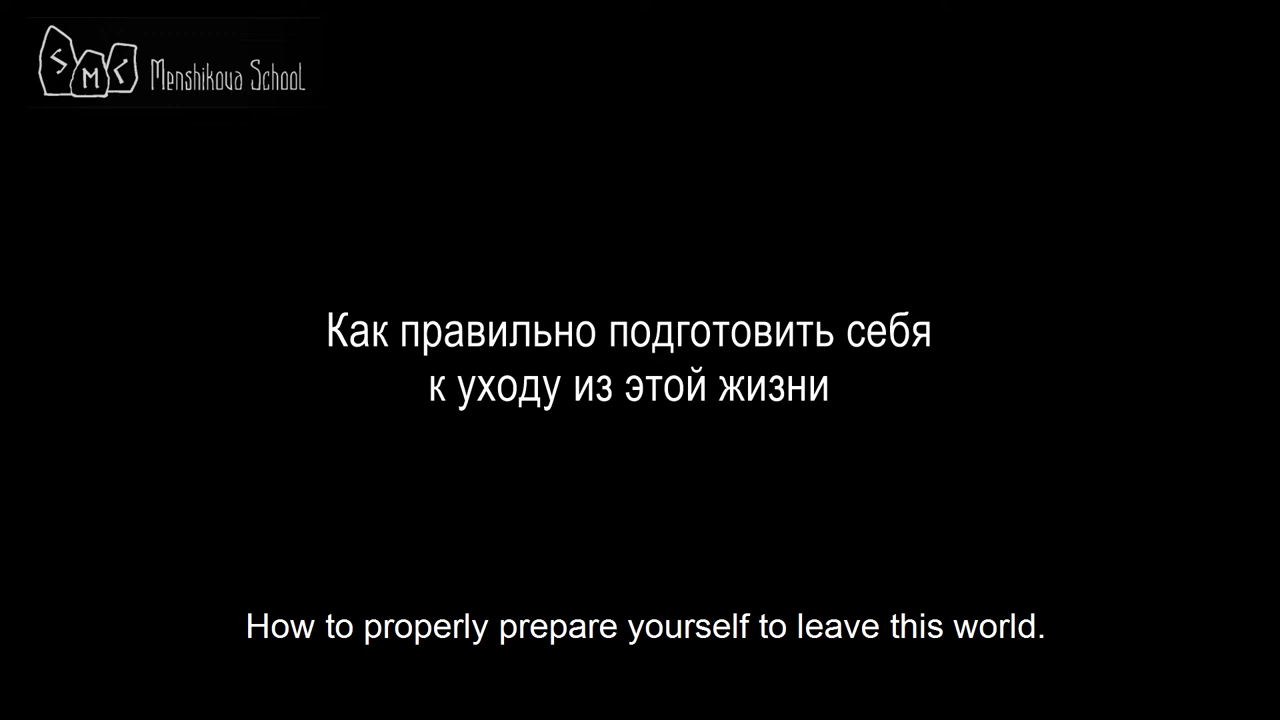 SMC Menshikova School
Как правильно подготовить себя
к уходу из этой жизни
How to properly prepare yourself to leave this world.